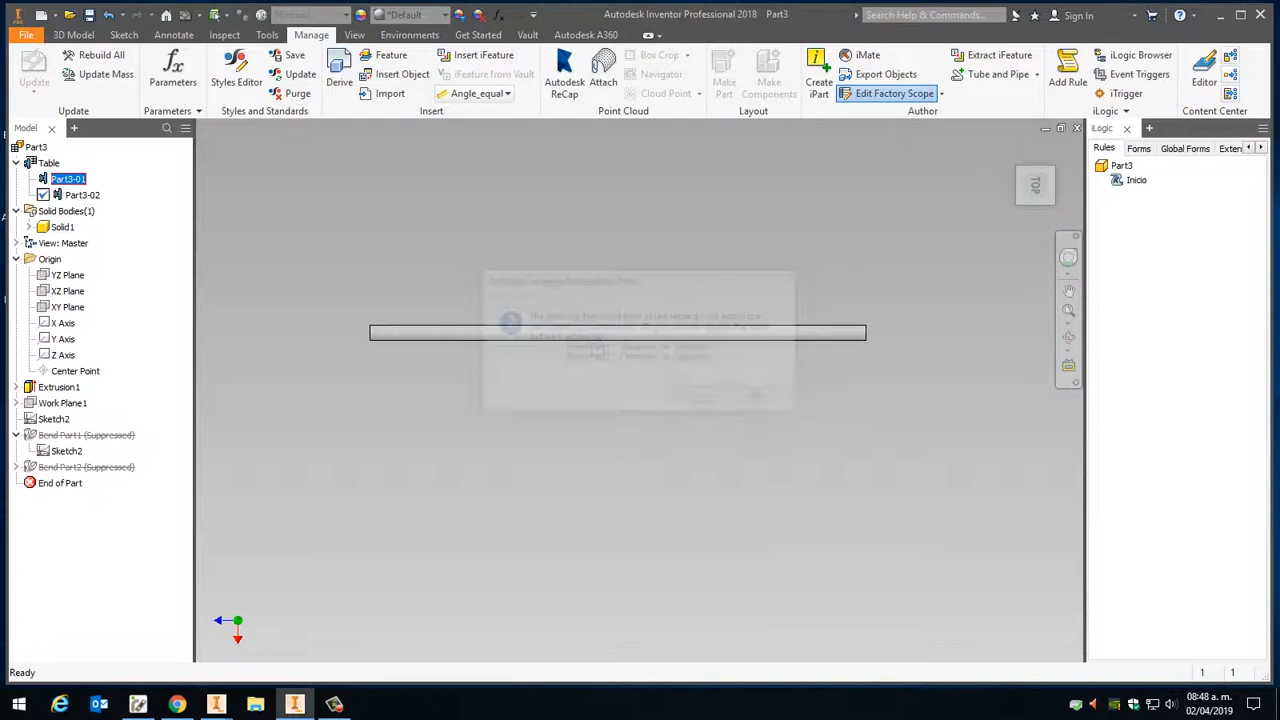 Normal
*Default
Autodesk Inventor Professional 2018 Part3
Search Help & Commands...
Sign In
File 3D Model Sketch Annotate Inspect Tools Manage View Environments Get Started Vault Autodesk A360
Update
Rebuild All
Update Mass
Update
Parameters
Parameters
Styles Editor
Save
Update
Purge
Styles and Standards
Derive
Feature
Insert Object
Import
Insert iFeature
iFeature from Vault
Angle_equal
Insert
Autodesk ReCap
Attach
Box Crop
Navigator
Cloud Point
Point Cloud
Make Part
Make Components
Layout
Create iPart
iMate
Export Objects
Edit Factory Scope
Extract iFeature
Tube and Pipe
Author
Add Rule
iLogic Browser
Event Triggers
iTrigger
iLogic
Editor
Content Center
Model
Part3
Table
Part3-01
Part3-02
Solid Bodies(1)
Solid1
View: Master
Origin
YZ Plane
XZ Plane
XY Plane
X Axis
Y Axis
Z Axis
Center Point
Extrusion1
Work Plane1
Sketch2
Bend Part1 (Suppressed)
Sketch2
Bend Part2 (Suppressed)
End of Part
TOP
iLogic
Rules Forms Global Forms Exter
Part3
Inicio
Ready
1 1
08:48 a. m.
02/04/2019